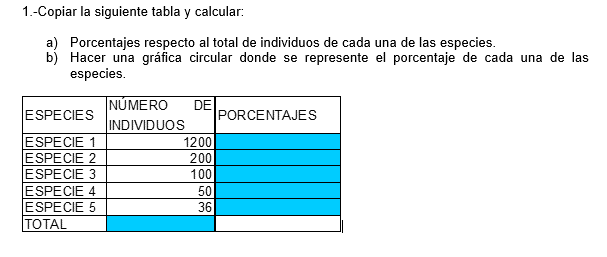 1.-Copiar la siguiente tabla y calcular:
a) Porcentajes respecto al total de individuos de cada una de las especies.
b) Hacer una gráfica circular donde se represente el porcentaje de cada una de las
especies.
ESPECIES NÚMERO DE INDIVIDUOS PORCENTAJES
ESPECIE 1 1200
ESPECIE 2 200
ESPECIE 3 100
ESPECIE 4 50
ESPECIE 5 36
TOTAL